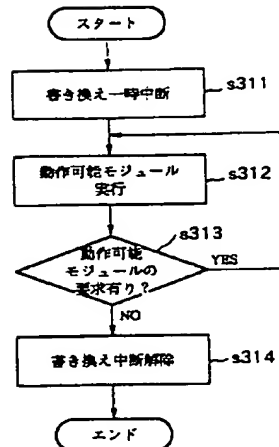 スタート
書き換え一時中断
s311
動作可能モジュール
実行
s312
s313
動作可能
モジュールの
要求有り?
YES
NO
書き換え中断解除
s314
エンド